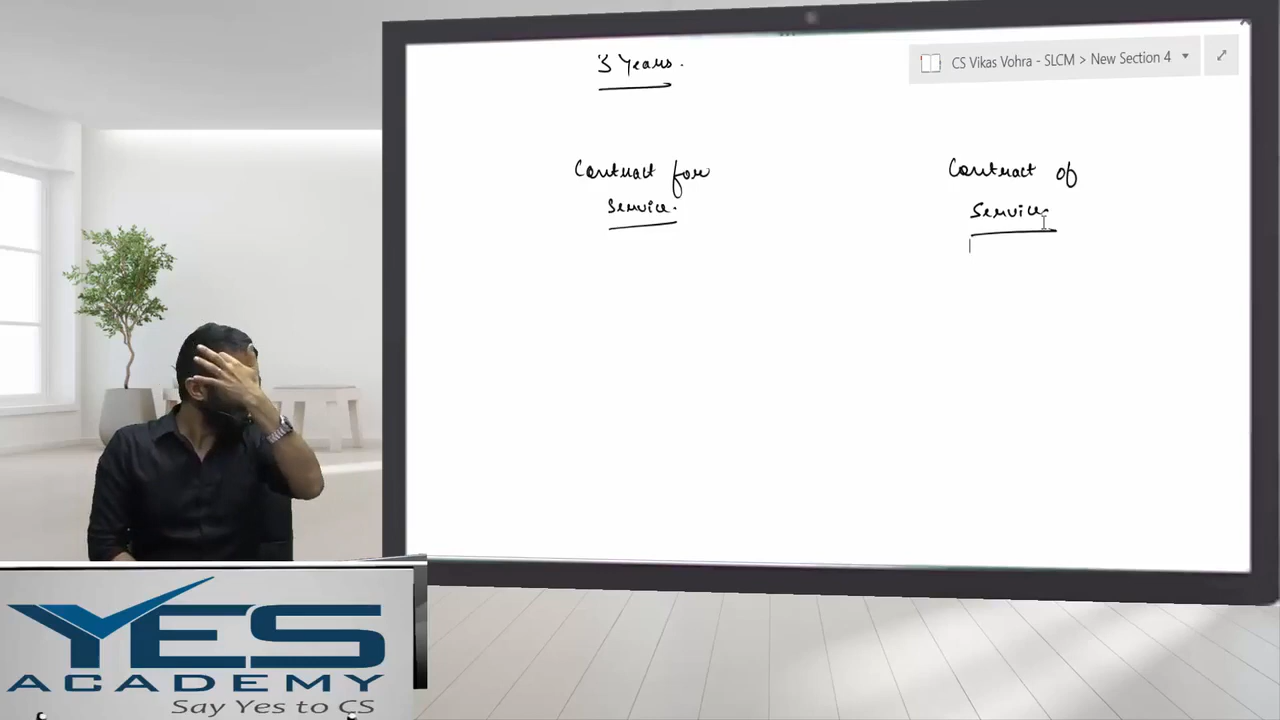 3 Years.
CS Vikas Vohra - SLCM > New Section 4
Contract for
Service.
Contract of
Service.
YES
ACADEMY
Say Yes to CS